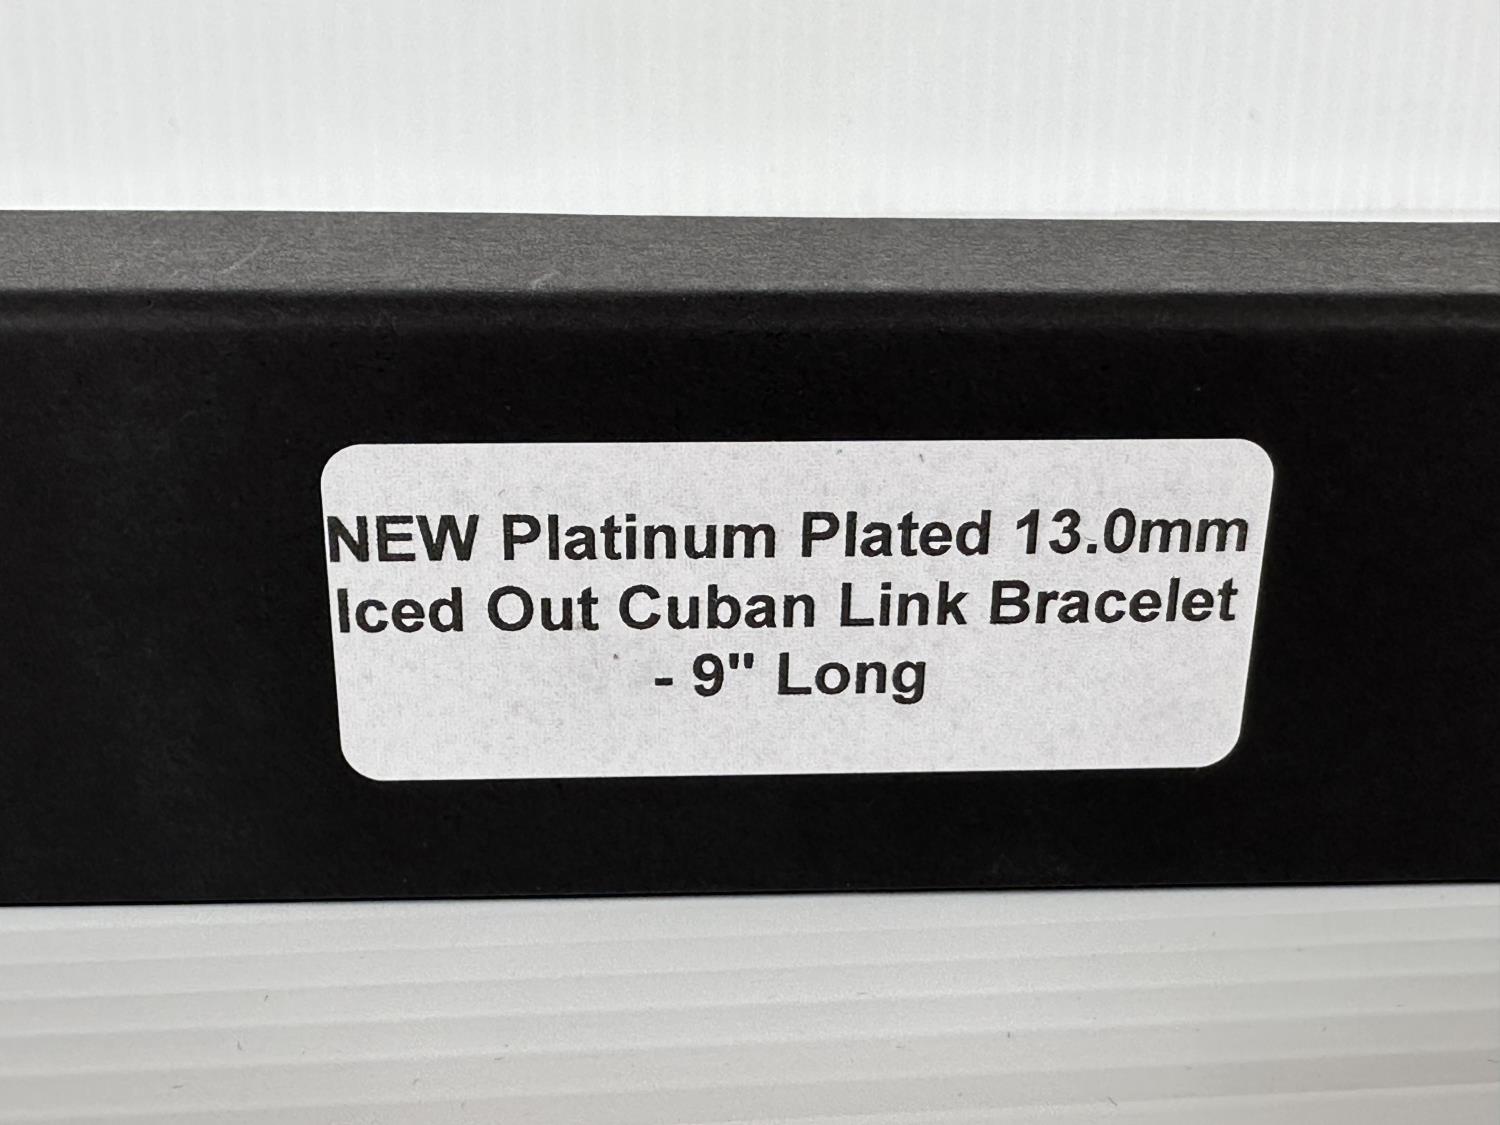 NEW Platinum Plated 13.0mm
Iced Out Cuban Link Bracelet
- 9" Long